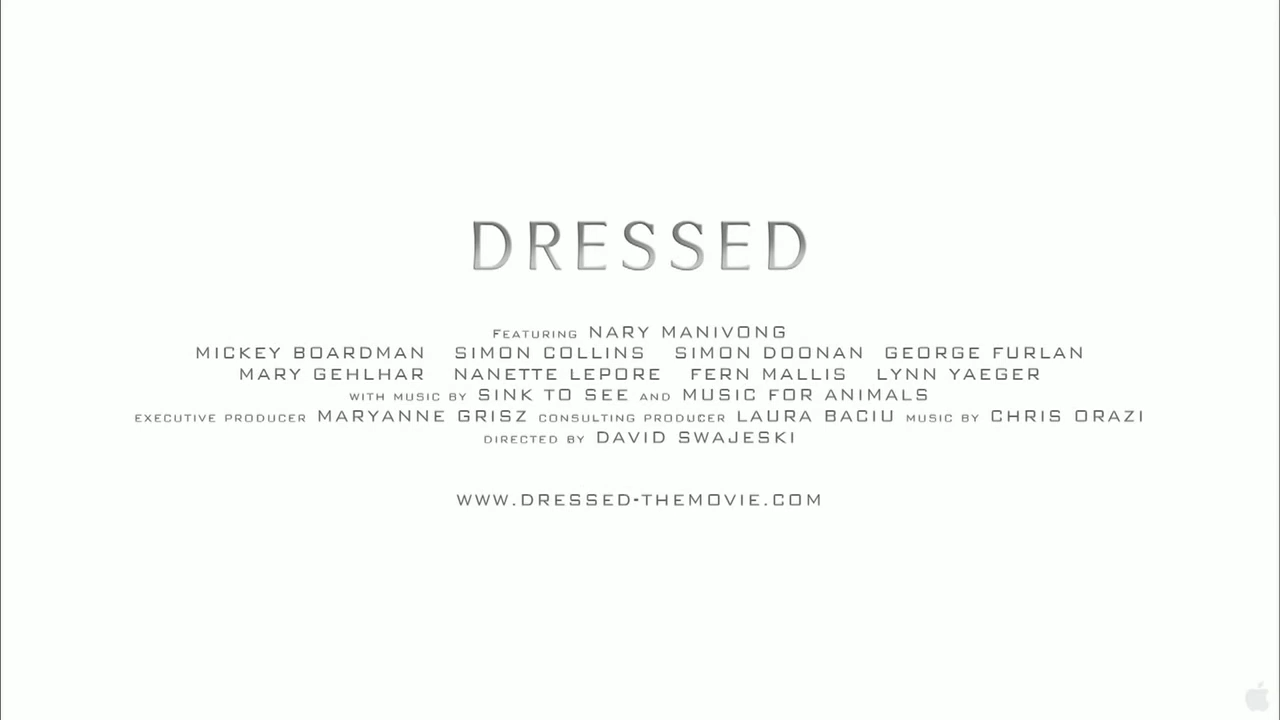 DRESSED
FEATURING NARY MANIVONG
MICKEY BOARDMAN SIMON COLLINS SIMON DOONAN GEORGE FURLAN
MARY GEHLHAR NANETTE LEPORE FERN MALLIS LYNN YAEGER
WITH MUSIC BY SINK TO SEE AND MUSIC FOR ANIMALS
EXECUTIVE PRODUCER MARYANNE GRISZ CONSULTING PRODUCER LAURA BACIU MUSIC BY CHRIS ORAZI
DIRECTED BY DAVID SWAJESKI
WWW.DRESSED-THEMOVIE.COM